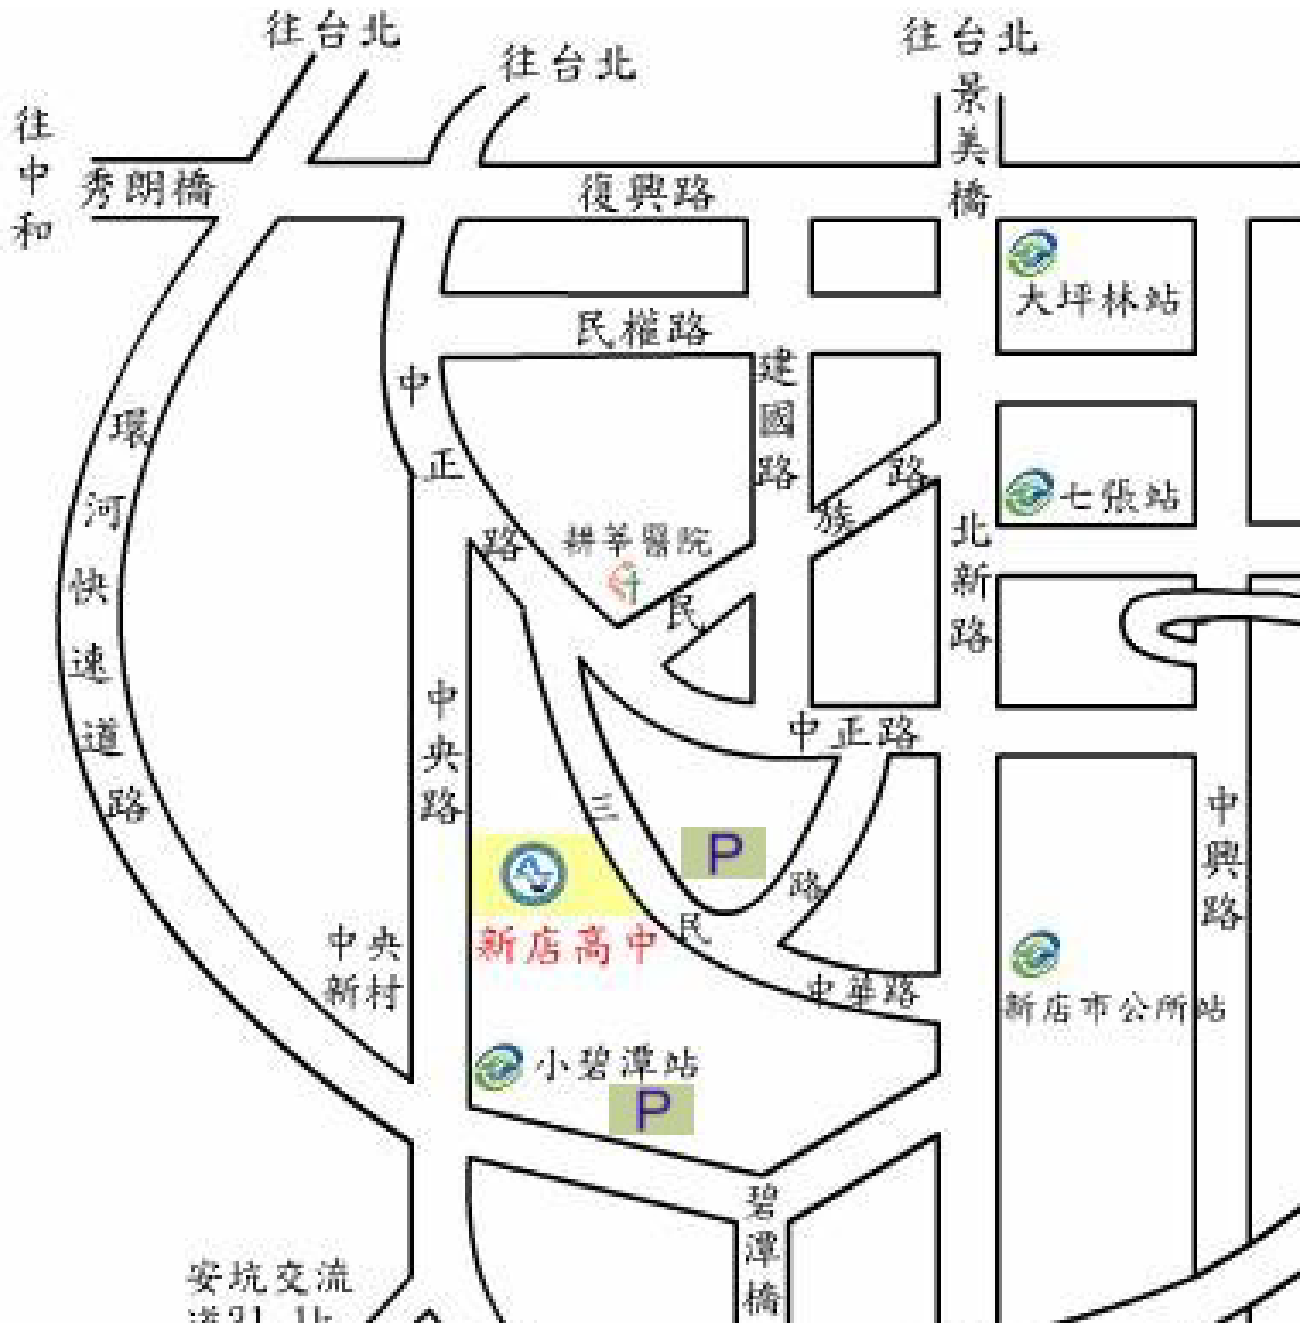 往台北
往台北
往台北
往中和
景美橋
秀朗橋
復興路
大坪林站
民權路
中正路
建國路
環河快速道路
民族路
七張站
耕莘醫院
北新路
中央路
中正路
三民路
P
中興路
新店高中
中央新村
中華路
新店市公所站
小碧潭站
P
碧潭橋
安坑交流